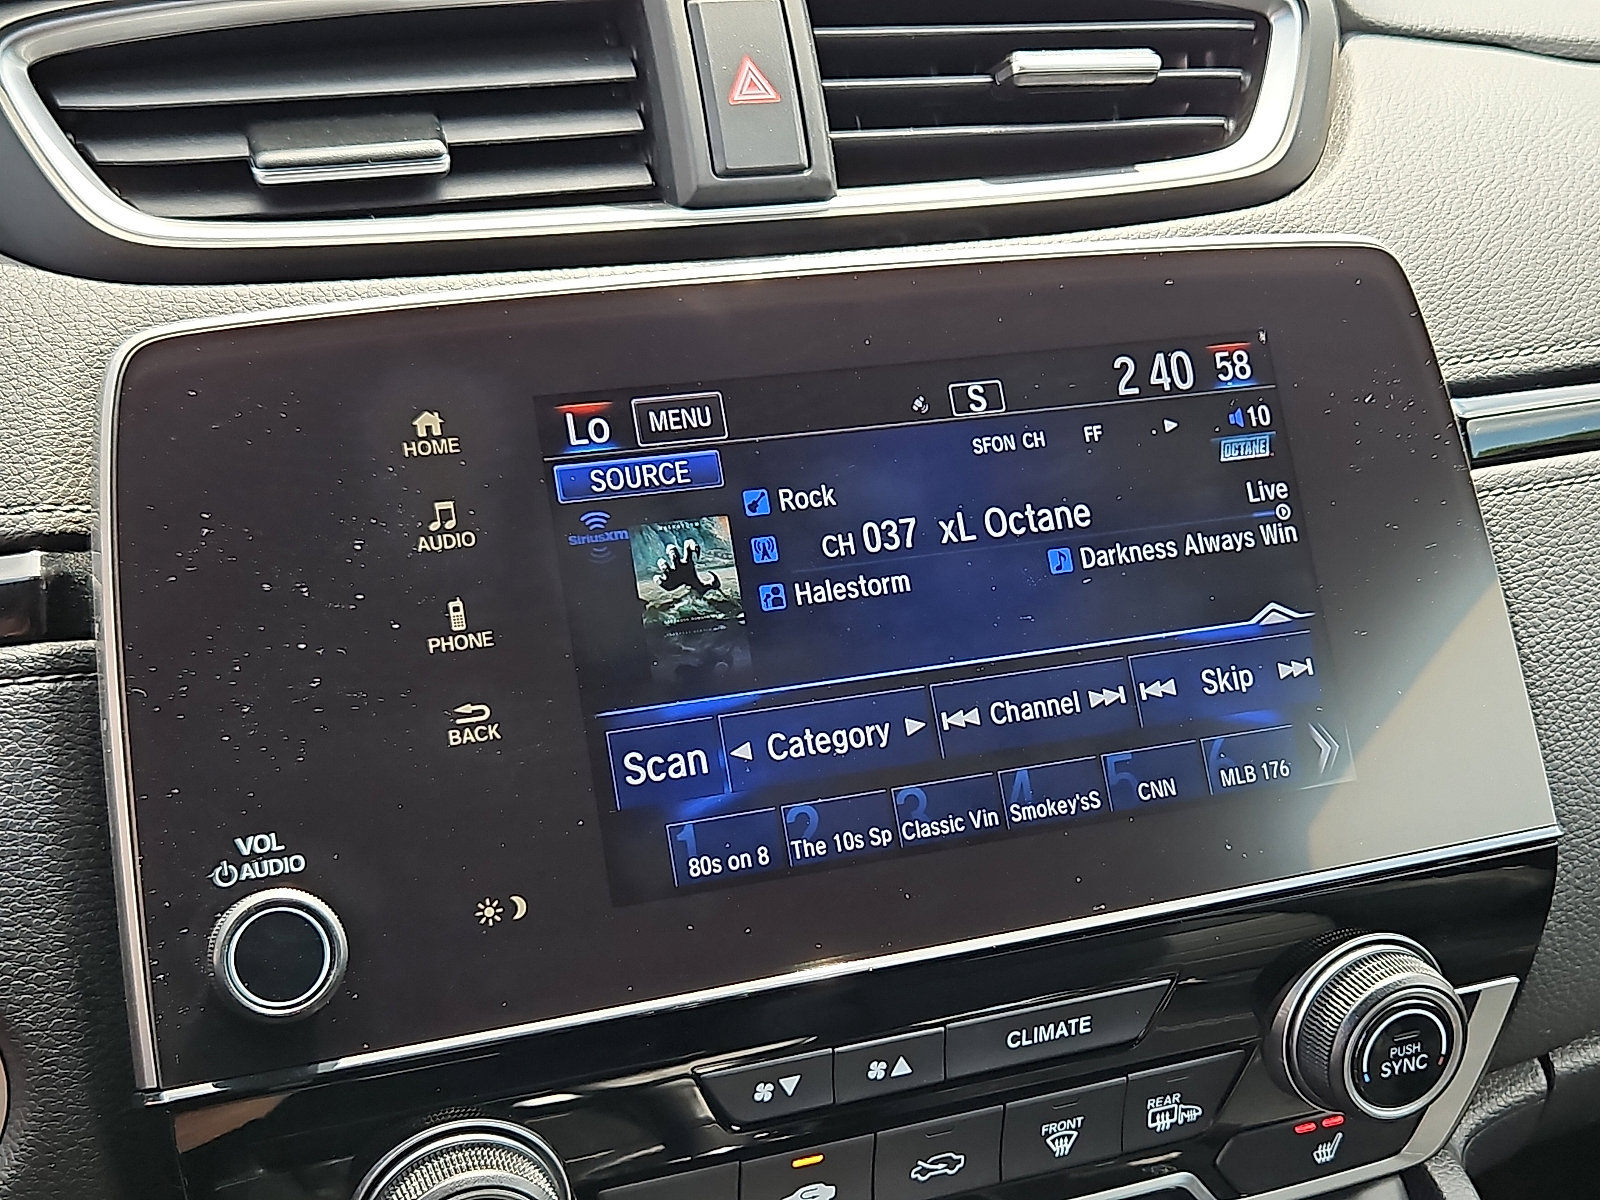 Lo MENU S 2 40 58
HOME
SOURCE SFON CH FF 10
OCTANE
Rock Live
SiriusXM
AUDIO
CH 037 xL Octane
Halestorm Darkness Always Win
PHONE
BACK
Scan Category Channel Skip
1 2 3 4 5 6
80s on 8 The 10s Sp Classic Vin Smokey'sS CNN MLB 176
VOL
AUDIO
CLIMATE
PUSH
SYNC
FRONT
REAR